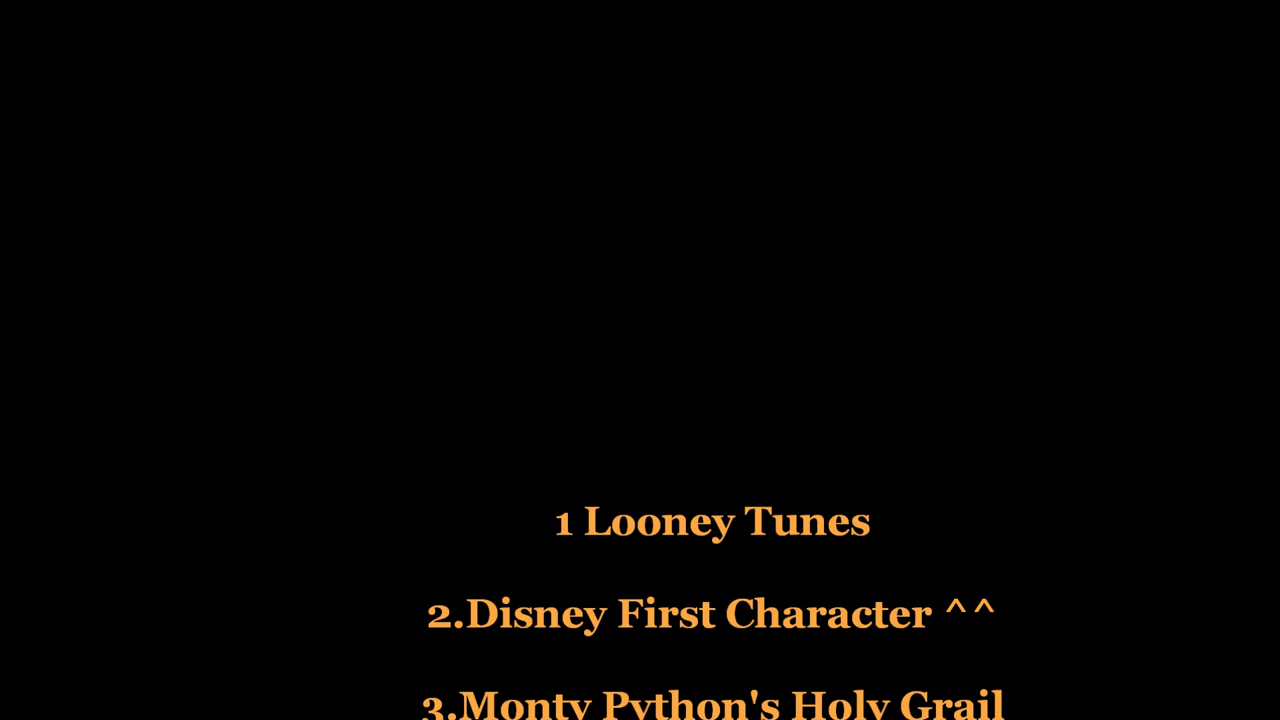 1 Looney Tunes
2.Disney First Character ^^
3.Monty Python's Holy Grail